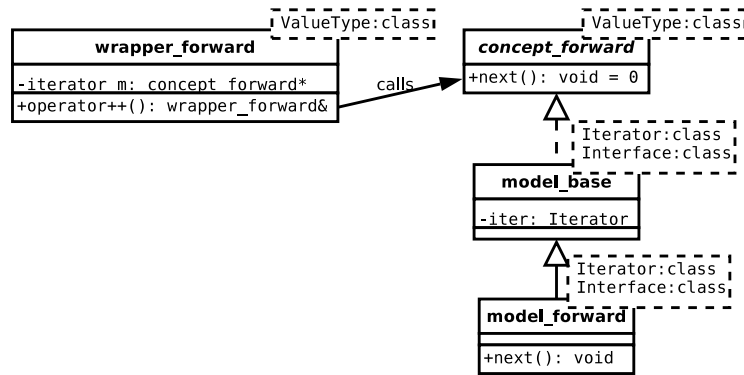 ValueType:class
wrapper_forward
-iterator_m: concept_forward*
+operator++(): wrapper_forward&
calls
ValueType:class
concept_forward
+next(): void = 0
Iterator:class
Interface:class
model_base
-iter: Iterator
Iterator:class
Interface:class
model_forward
+next(): void